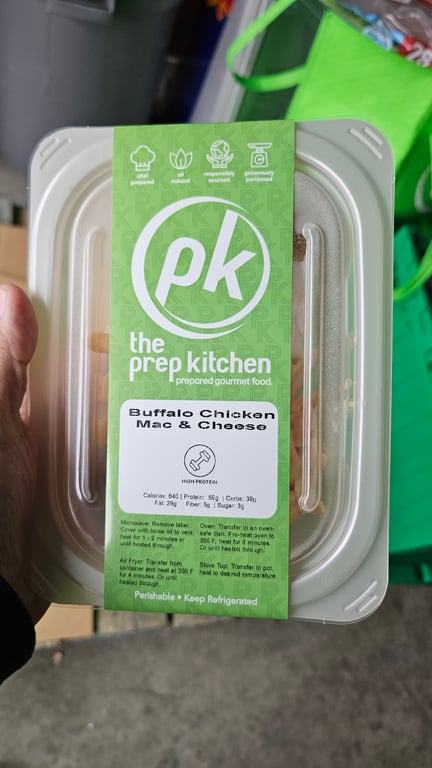 chef
prepared
all
natural
responsibly
sourced
generously
portioned
pk
the
prep kitchen
prepared gourmet food.
Buffalo Chicken
Mac & Cheese
HIGH PROTEIN
Calories: 640 | Protein: 56g | Carbs: 39g
Fat: 29g | Fiber: 5g | Sugar: 3g
Microwave: Remove label,
Cover with loose lid to vent;
heat for 1 - 2 minutes or
until heated through.
Oven: Transfer to an oven-
safe dish. Pre-heat oven to
350 F, heat for 8 minutes.
Or until heated through.
Air Fryer: Transfer from
container and heat at 350 F
for 4 minutes. Or until
heated through.
Stove Top: Transfer to pot,
heat to desired temperature.
Perishable • Keep Refrigerated